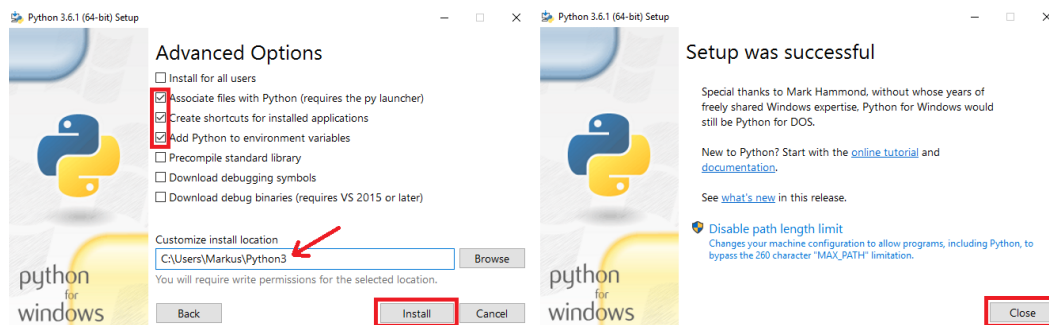 Python 3.6.1 (64-bit) Setup
Advanced Options
Install for all users
Associate files with Python (requires the py launcher)
Create shortcuts for installed applications
Add Python to environment variables
Precompile standard library
Download debugging symbols
Download debug binaries (requires VS 2015 or later)
Customize install location
C:\Users\Markus\Python3
Browse
You will require write permissions for the selected location.
python
for
windows
Back
Install
Cancel
Python 3.6.1 (64-bit) Setup
Setup was successful
Special thanks to Mark Hammond, without whose years of
freely shared Windows expertise, Python for Windows would
still be Python for DOS.
New to Python? Start with the online tutorial and
documentation.
See what's new in this release.
Disable path length limit
Changes your machine configuration to allow programs, including Python, to
bypass the 260 character "MAX_PATH" limitation.
python
for
windows
Close